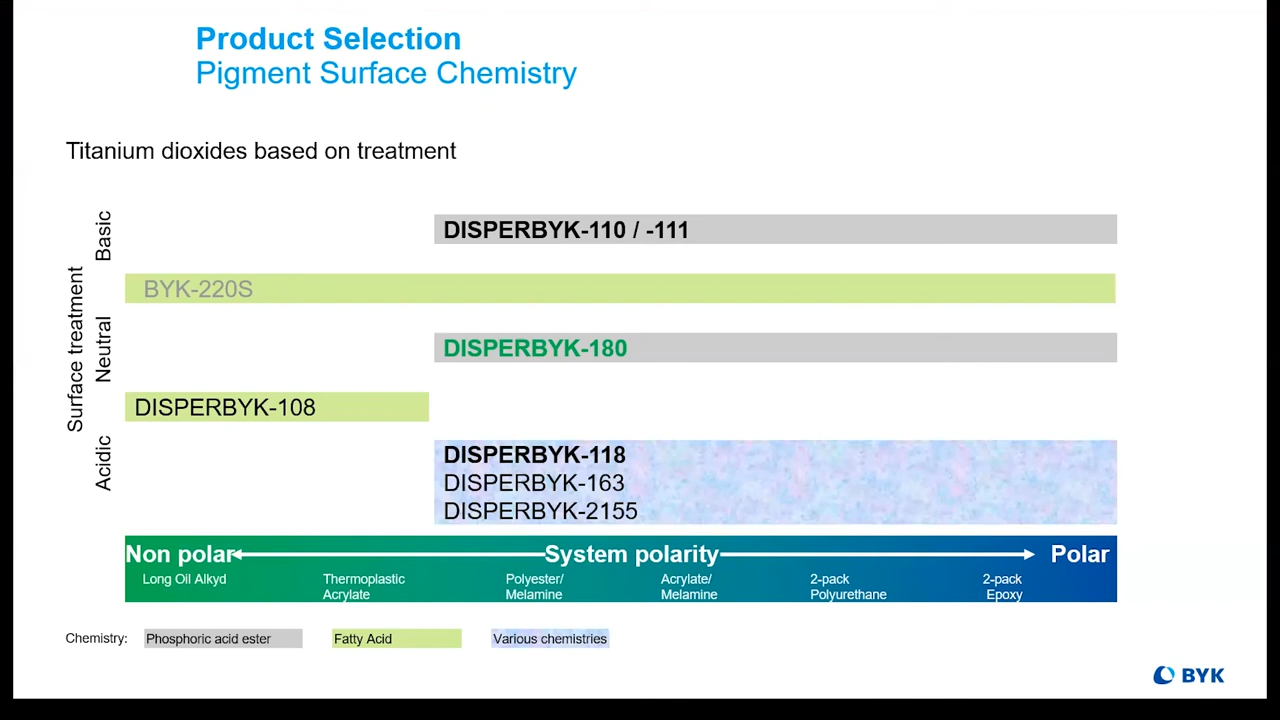 Product Selection
Pigment Surface Chemistry
Titanium dioxides based on treatment
Surface treatment
Basic
Neutral
Acidic
DISPERBYK-110 / -111
BYK-220S
DISPERBYK-180
DISPERBYK-108
DISPERBYK-118
DISPERBYK-163
DISPERBYK-2155
Non polar System polarity Polar
Long Oil Alkyd
Thermoplastic
Acrylate
Polyester/
Melamine
Acrylate/
Melamine
2-pack
Polyurethane
2-pack
Epoxy
Chemistry: Phosphoric acid ester Fatty Acid Various chemistries
BYK